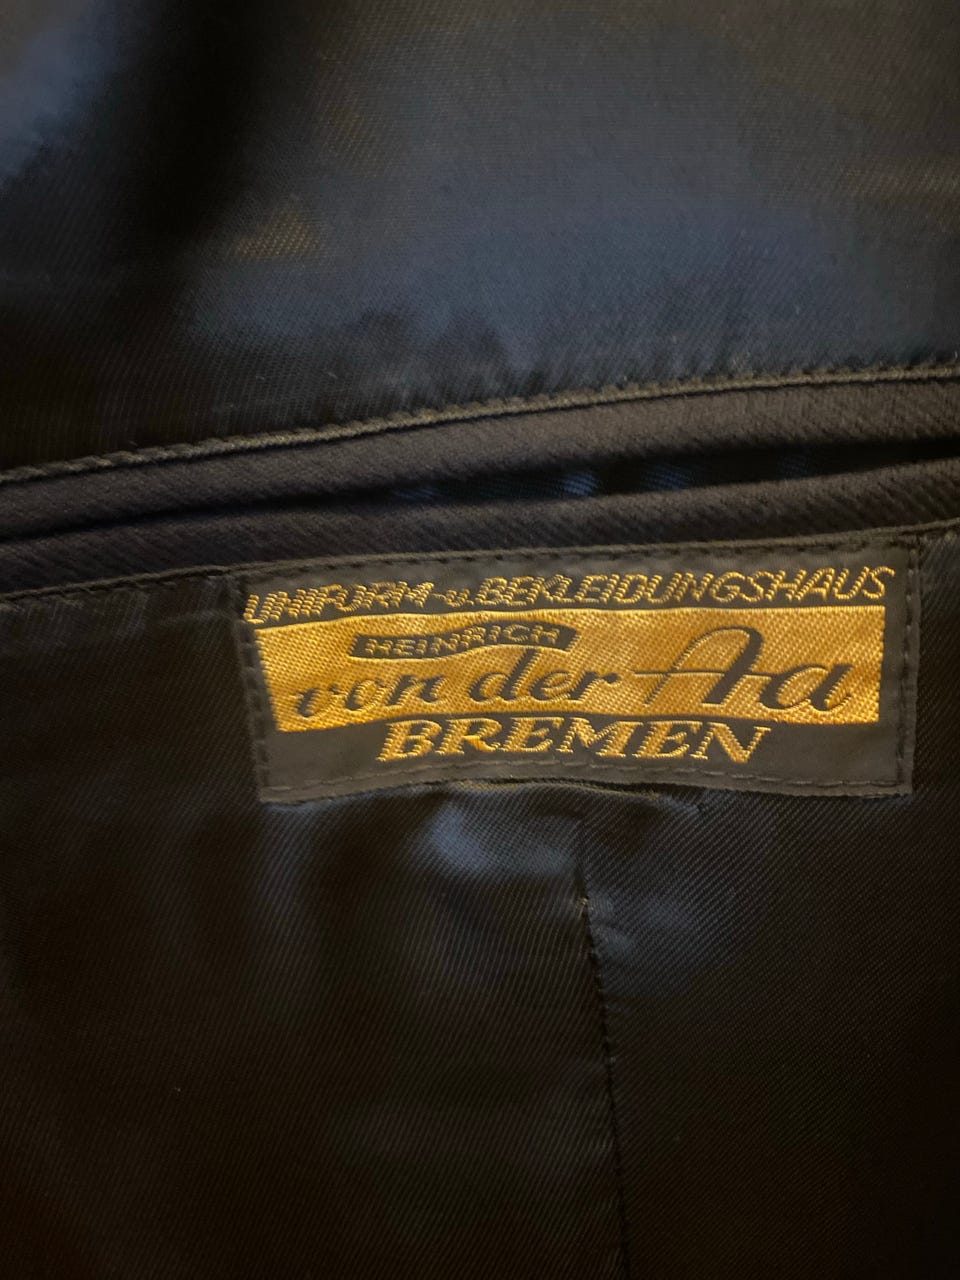 UNIFORM-u.BEKLEIDUNGSHAUS
HEINRICH
von der Aa
BREMEN